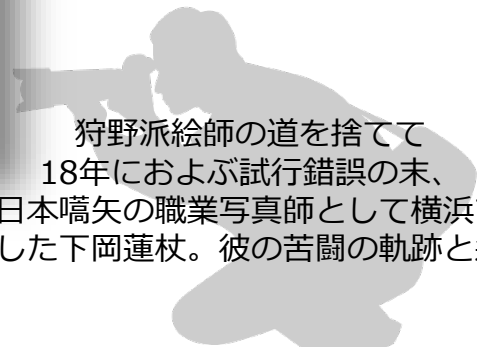 狩野派絵師の道を捨てて
18年におよぶ試行錯誤の末、
日本嚆矢の職業写真師として横浜
した下岡蓮杖。彼の苦闘の軌跡と